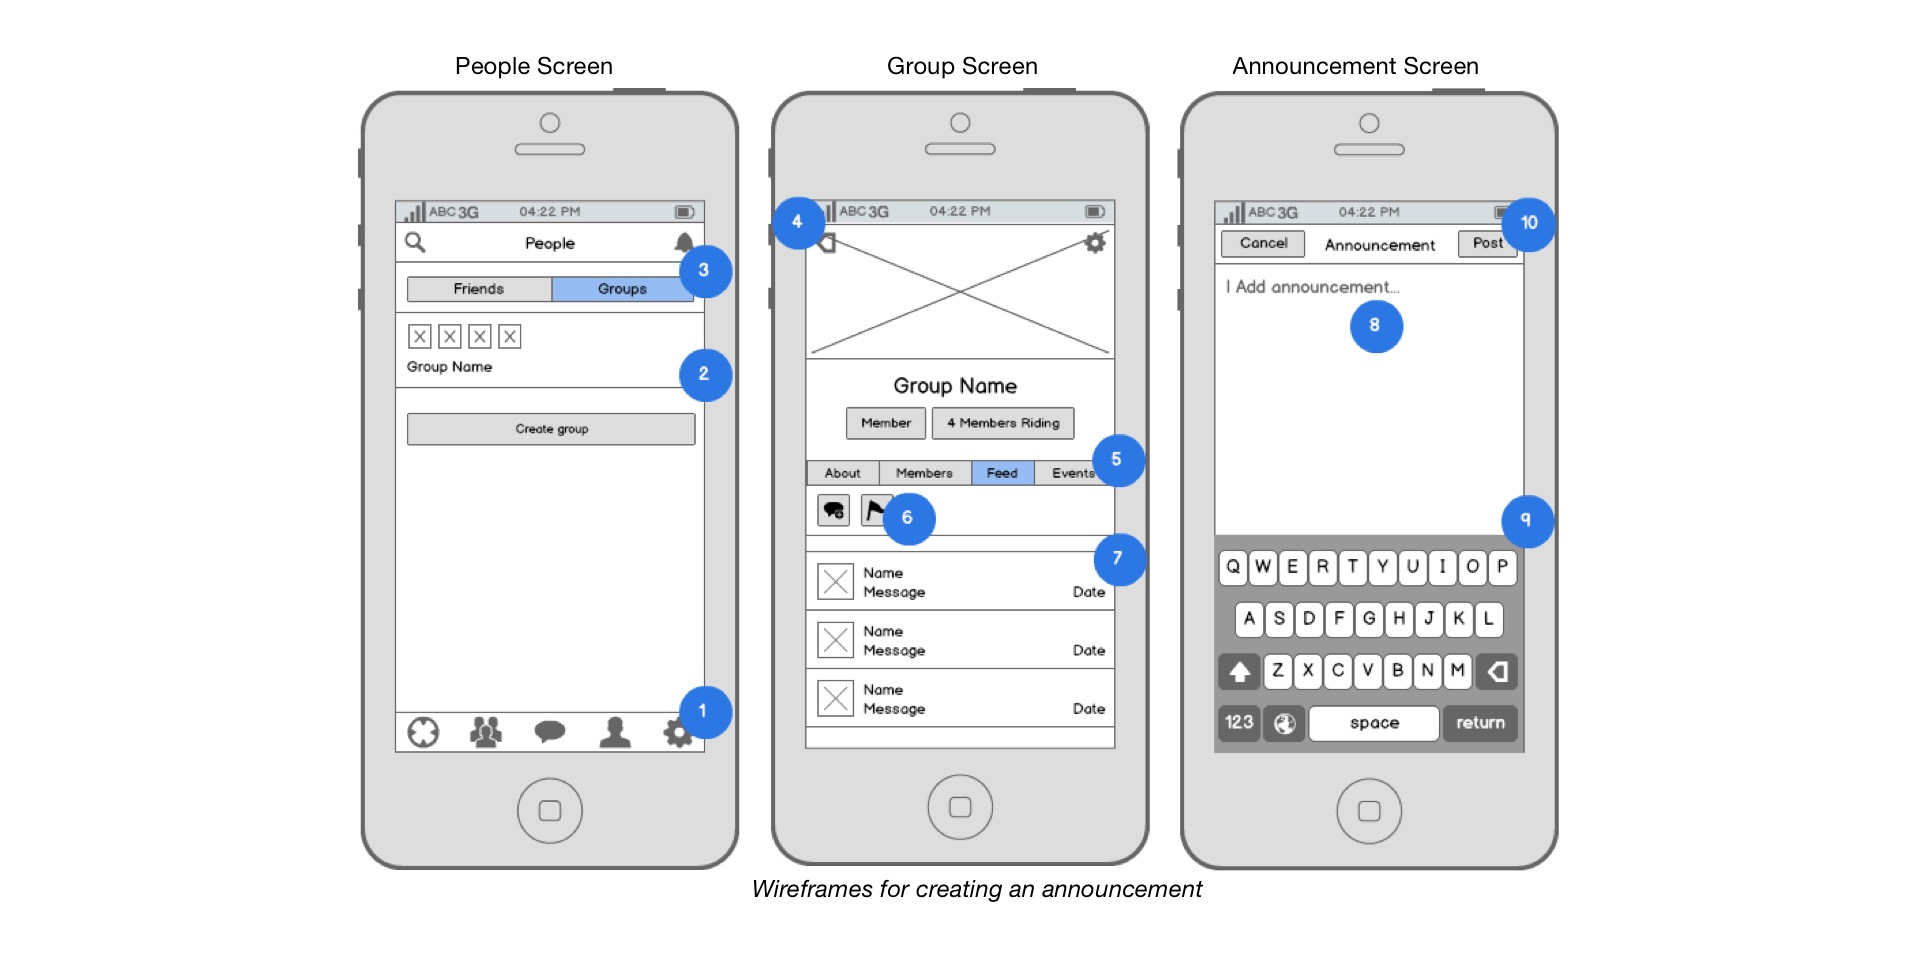 People Screen
ABC 3G 04:22 PM
People
3
Friends Groups
Group Name
2
Create group
1
Group Screen
4
ABC 3G 04:22 PM
Group Name
Member 4 Members Riding
5
About Members Feed Events
6
7
Name
Message Date
Name
Message Date
Name
Message Date
Announcement Screen
ABC 3G 04:22 PM
10
Cancel Announcement Post
I Add announcement...
8
9
Q W E R T Y U I O P
A S D F G H J K L
Z X C V B N M
123 space return
Wireframes for creating an announcement